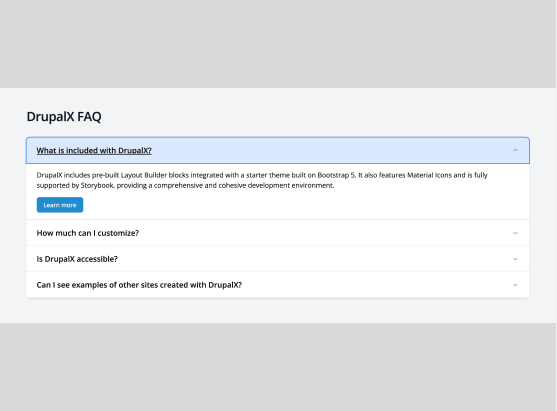 DrupalX FAQ
What is included with DrupalX?
DrupalX includes pre-built Layout Builder blocks integrated with a starter theme built on Bootstrap 5. It also features Material Icons and is fully
supported by Storybook, providing a comprehensive and cohesive development environment.
Learn more
How much can I customize?
Is DrupalX accessible?
Can I see examples of other sites created with DrupalX?